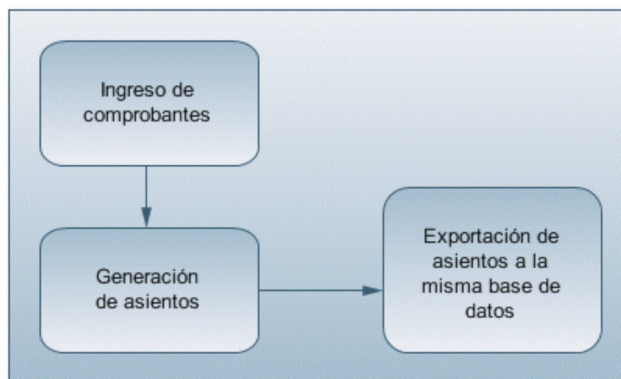 Ingreso de
comprobantes
Generación
de asientos
Exportación de
asientos a la
misma base de
datos